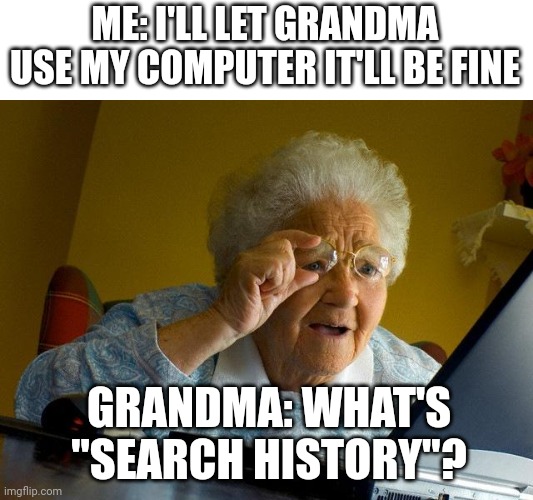 ME: I'LL LET GRANDMA
USE MY COMPUTER IT'LL BE FINE
GRANDMA: WHAT'S
"SEARCH HISTORY"?
imgflip.com